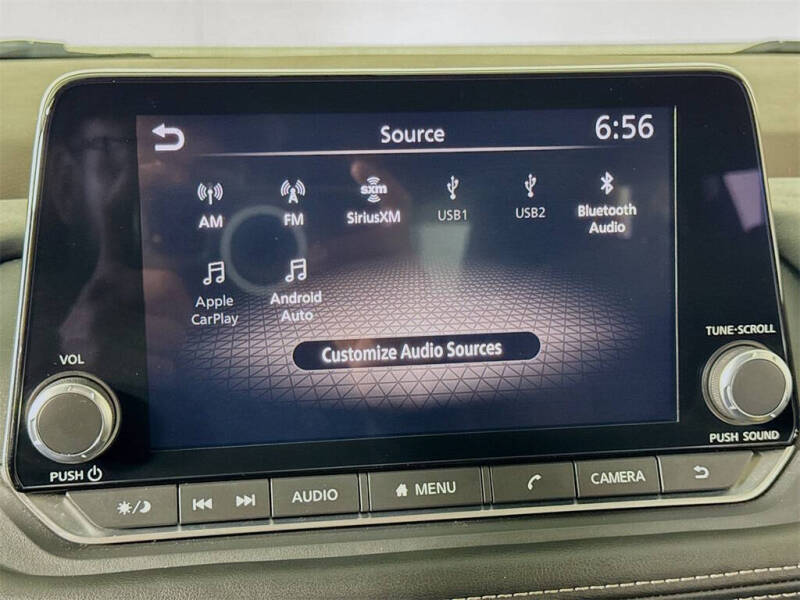 Source
6:56
AM
FM
sxm
SiriusXM
USB1
USB2
Bluetooth
Audio
Apple
CarPlay
Android
Auto
Customize Audio Sources
VOL
PUSH
TUNE·SCROLL
PUSH SOUND
AUDIO
MENU
CAMERA